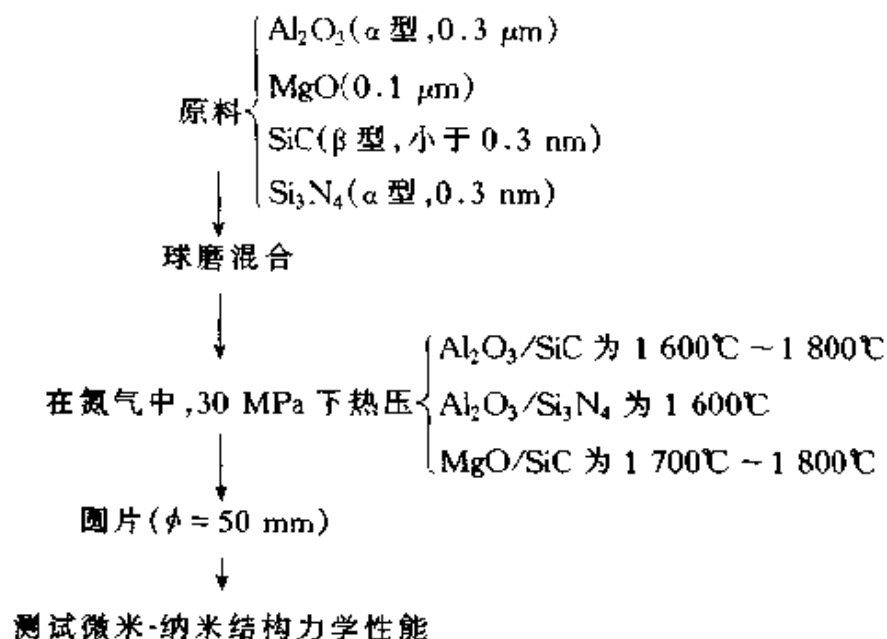 原料
Al₂O₃(α型,0.3 μm)
MgO(0.1 μm)
SiC(β型,小于 0.3 nm)
Si₃N₄(α型,0.3 nm)
球磨混合
在氮气中,30 MPa 下热压
Al₂O₃/SiC 为 1 600℃～1 800℃
Al₂O₃/Si₃N₄ 为 1 600℃
MgO/SiC 为 1 700℃～1 800℃
圆片(ϕ=50 mm)
测试微米-纳米结构力学性能